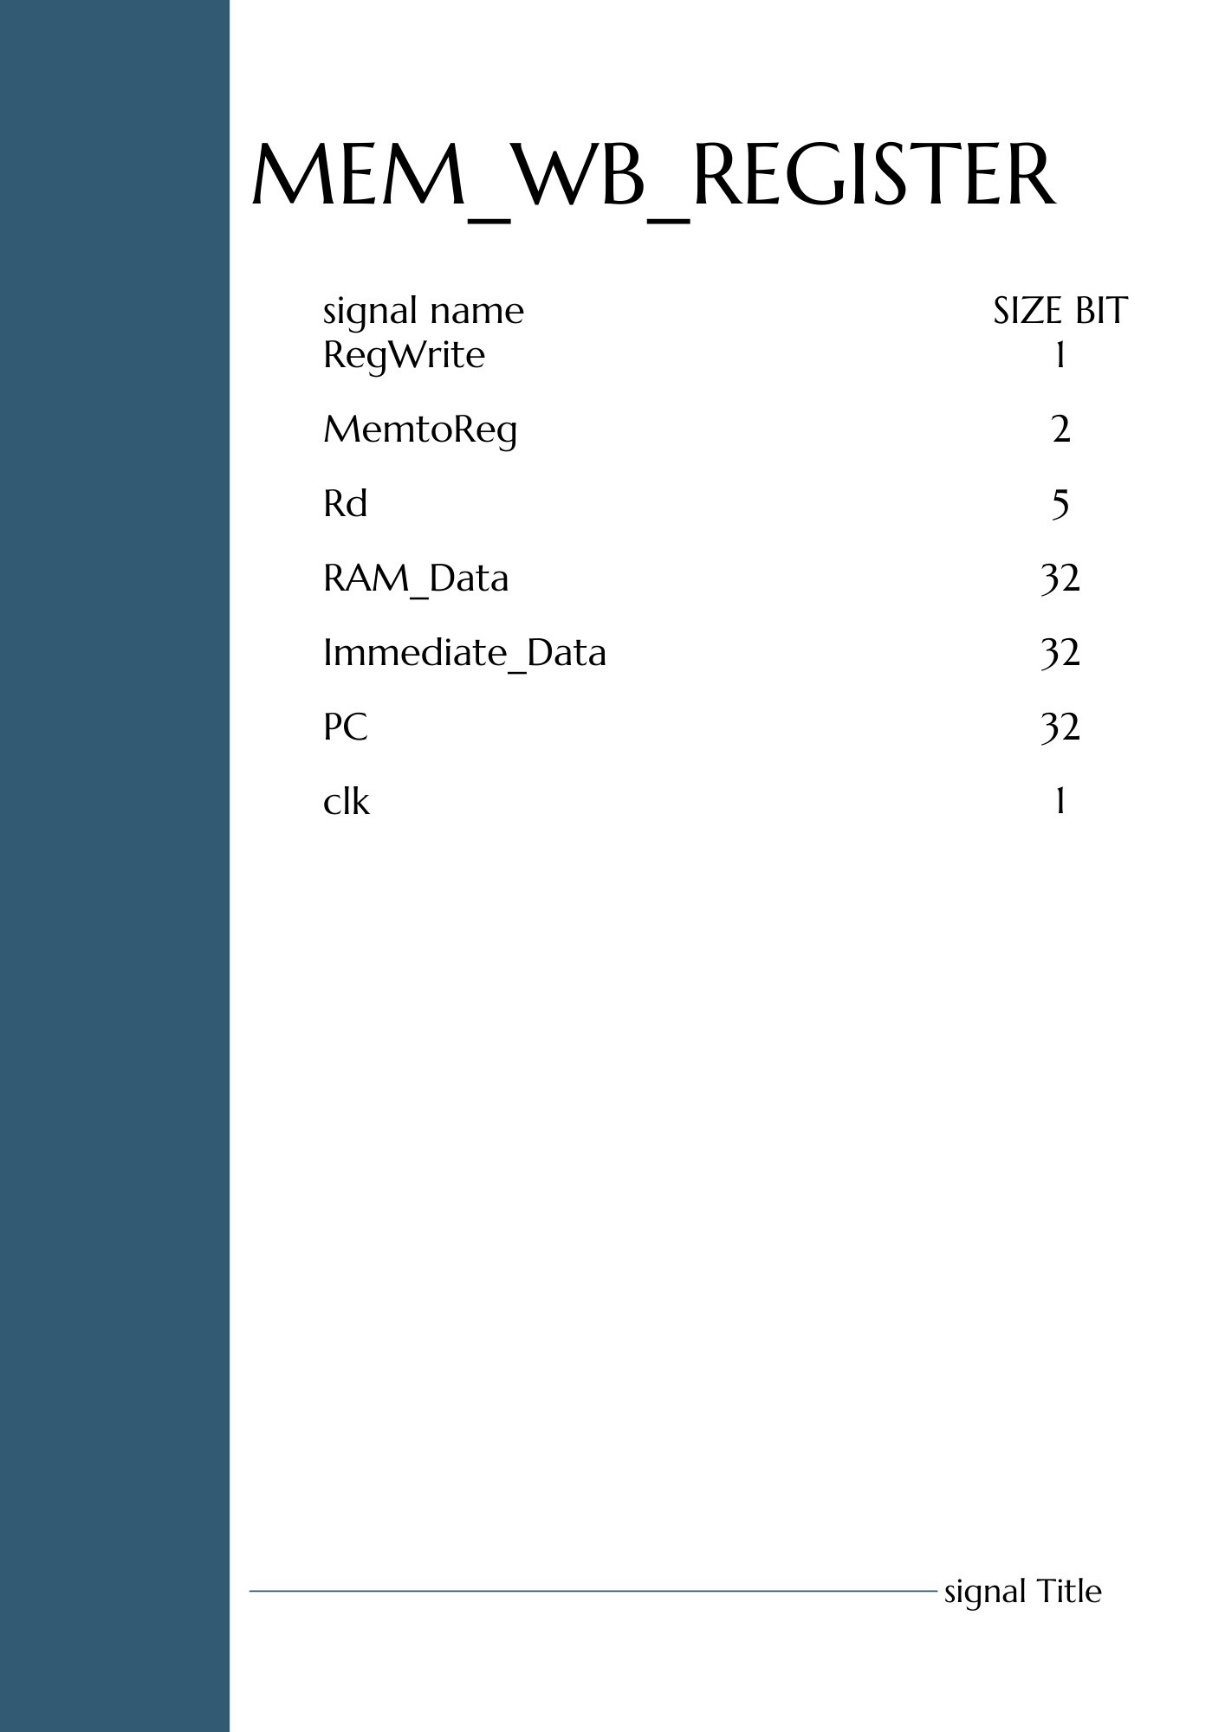 MEM_WB_REGISTER
signal name SIZE BIT
RegWrite 1
MemtoReg 2
Rd 5
RAM_Data 32
Immediate_Data 32
PC 32
clk 1
signal Title